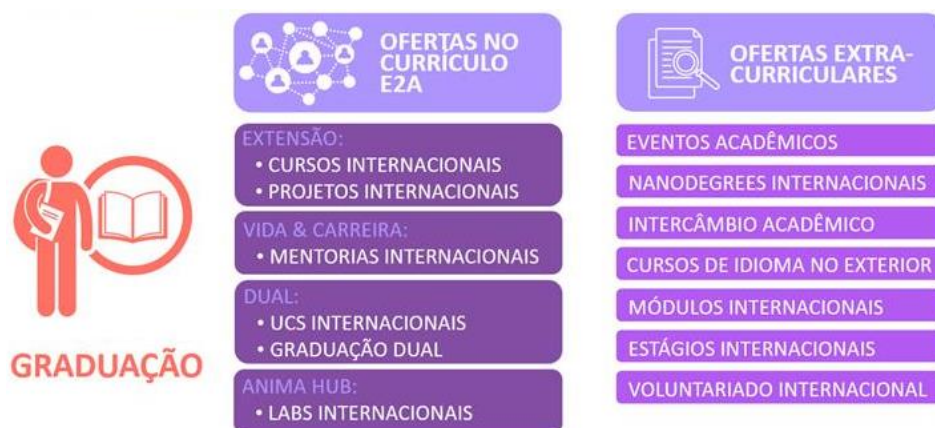 OFERTAS NO
CURRÍCULO
E2A
EXTENSÃO:
• CURSOS INTERNACIONAIS
• PROJETOS INTERNACIONAIS
VIDA & CARREIRA:
• MENTORIAS INTERNACIONAIS
DUAL:
• UCS INTERNACIONAIS
• GRADUAÇÃO DUAL
ANIMA HUB:
• LABS INTERNACIONAIS
OFERTAS EXTRA-
CURRICULARES
EVENTOS ACADÊMICOS
NANODEGREES INTERNACIONAIS
INTERCÂMBIO ACADÊMICO
CURSOS DE IDIOMA NO EXTERIOR
MÓDULOS INTERNACIONAIS
ESTÁGIOS INTERNACIONAIS
VOLUNTARIADO INTERNACIONAL
GRADUAÇÃO